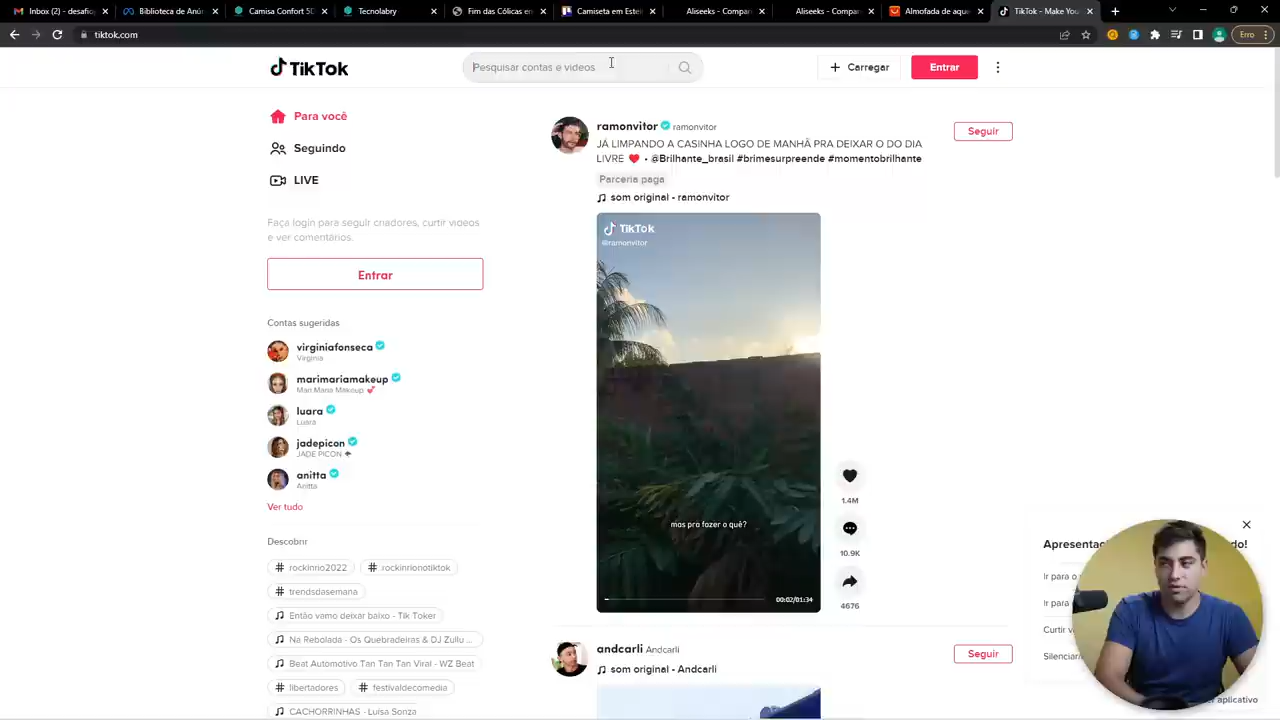 Inbox (2) - desafio
Biblioteca de Anún
Camisa Confort 5D
Tecnolabry
Fim das Cólicas em
Camiseta em Esteli
Aliseeks - Compar
Aliseeks - Compar
Almofada de aque
TikTok - Make You
tiktok.com
Erro
TikTok
Pesquisar contas e vídeos
Carregar
Entrar
Para você
Seguindo
LIVE
Faça login para seguir criadores, curtir vídeos
e ver comentários.
Entrar
Contas sugeridas
virginiafonseca
Virginia
marimariamakeup
Mari Maria Makeup
luara
Luara
jadepicon
JADE PICON
anitta
Anitta
Ver tudo
Descobrir
# rockinrio2022
# rockinrionotiktok
# trendsdasemana
Então vamo deixar baixo - Tik Toker
Na Rebolada - Os Quebradeiras & DJ Zullu ...
Beat Automotivo Tan Tan Tan Viral - WZ Beat
# libertadores
# festivaldecomedia
CACHORRINHAS - Luísa Sonza
ramonvitor ramonvitor
Seguir
JÁ LIMPANDO A CASINHA LOGO DE MANHÃ PRA DEIXAR O DO DIA
LIVRE ❤️ • @Brilhante_brasil #brimesurpreende #momentobrilhante
Parceria paga
som original - ramonvitor
TikTok
@ramonvitor
mas pra fazer o quê?
00:02/01:34
1.4M
10.9K
4676
andcarli Andcarli
Seguir
som original - Andcarli
Apresentaç
do!
Ir para o
Ir para
Curtir v
Silenciar/
aplicativo